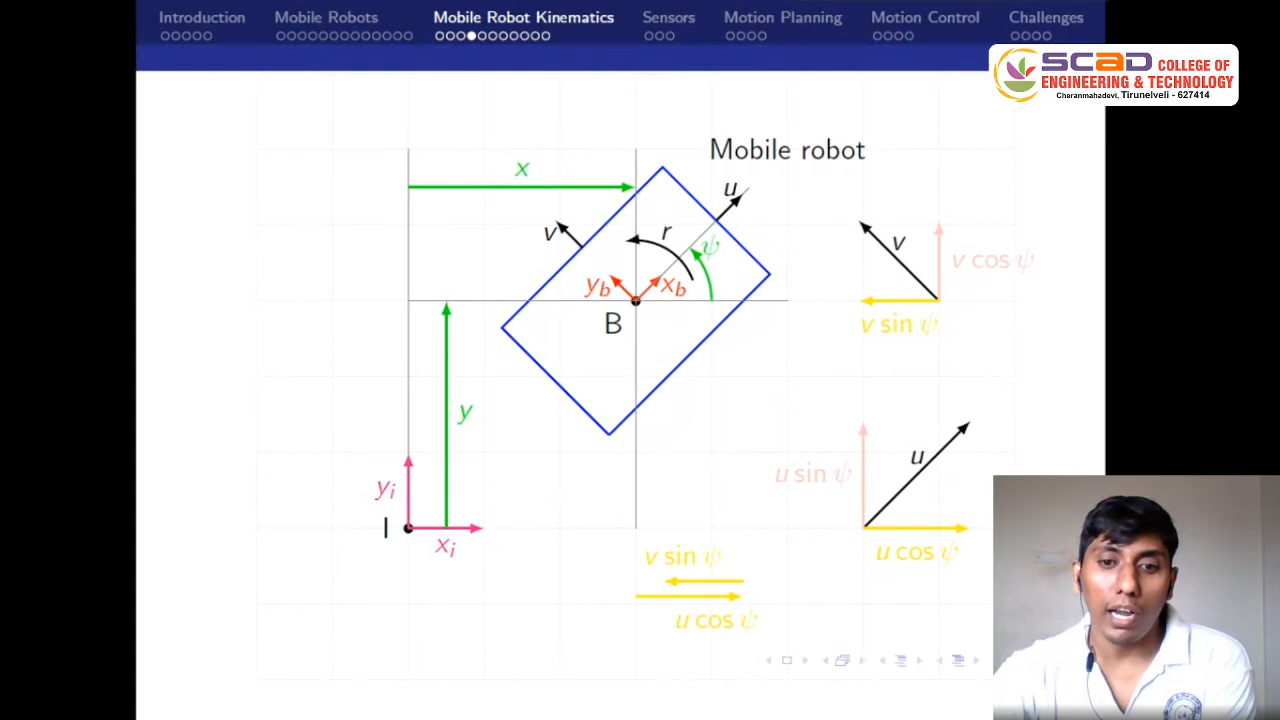 Introduction
Mobile Robots
Mobile Robot Kinematics
Sensors
Motion Planning
Motion Control
Challenges
SCAD COLLEGE OF
ENGINEERING & TECHNOLOGY
Cheranmahadevi, Tirunelveli - 627414
Mobile robot
x
u
v
r
ψ
y_b
x_b
B
v
v cos ψ
v sin ψ
y
u
u sin ψ
u cos ψ
y_i
I
x_i
v sin ψ
u cos ψ